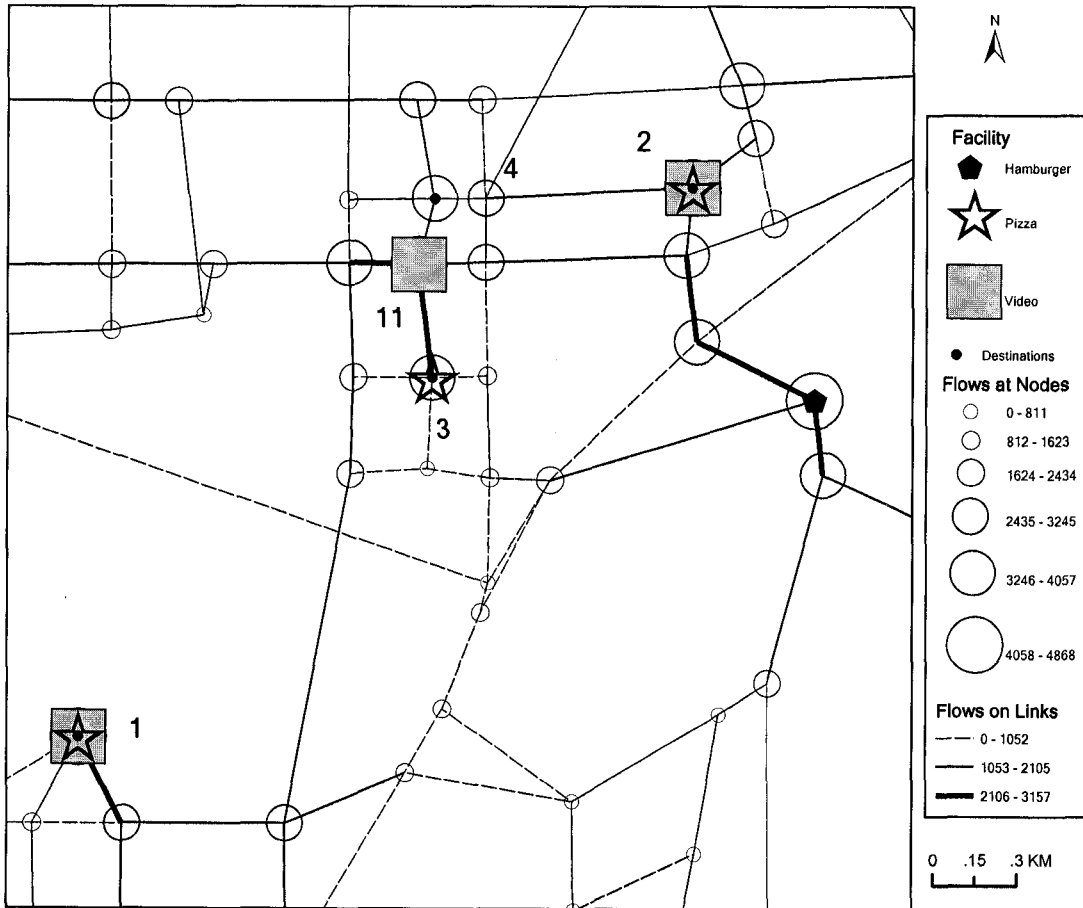 N
4
2
11
3
1
Facility
Hamburger
Pizza
Video
Destinations
Flows at Nodes
0 - 811
812 - 1623
1624 - 2434
2435 - 3245
3246 - 4057
4058 - 4868
Flows on Links
0 - 1052
1053 - 2105
2106 - 3157
0 .15 .3 KM